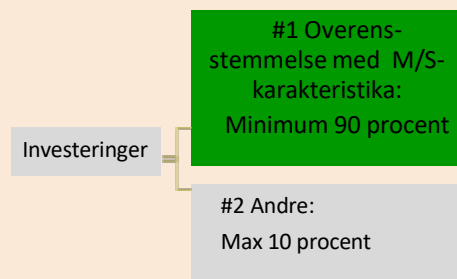 #1 Overens-
stemmelse med M/S-
karakteristika:
Minimum 90 procent
Investeringer
#2 Andre:
Max 10 procent